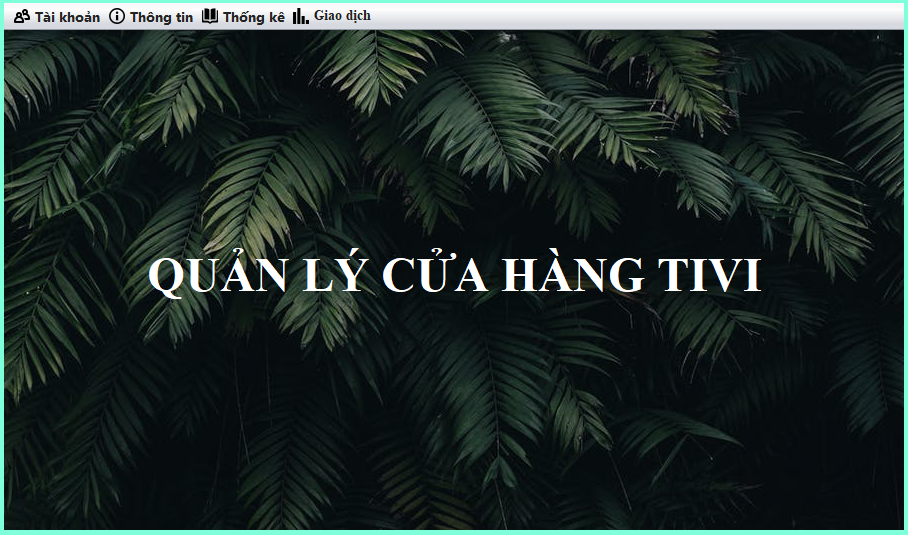 Tài khoản Thông tin Thống kê Giao dịch
QUẢN LÝ CỬA HÀNG TIVI